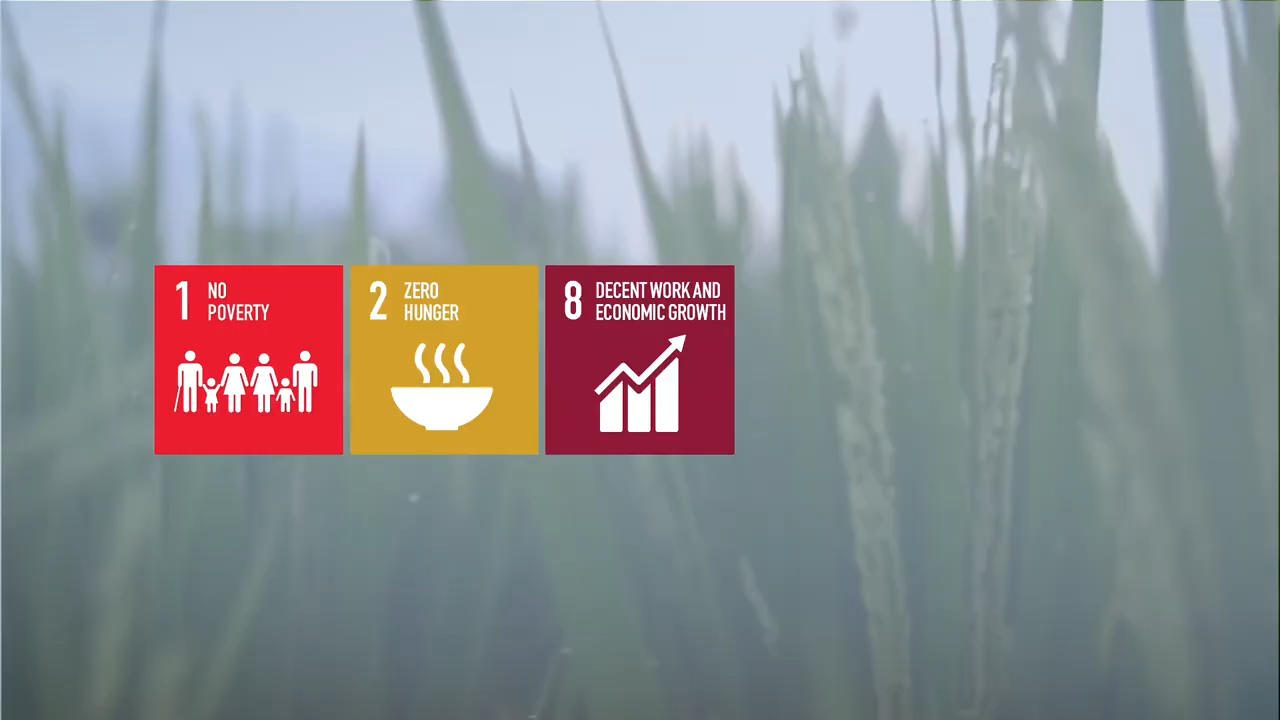 1 NO
POVERTY
2 ZERO
HUNGER
8 DECENT WORK AND
ECONOMIC GROWTH